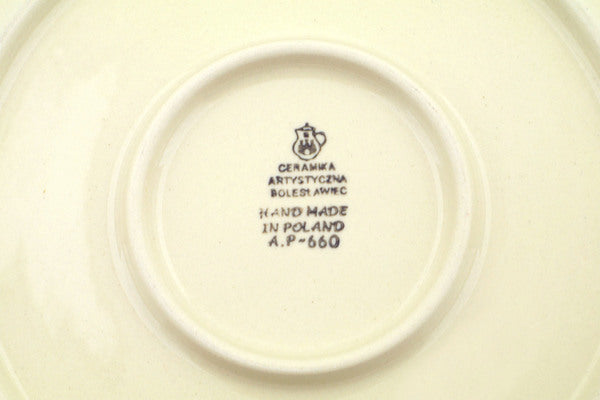 CERAMIKA
ARTYSTYCZNA
BOLESŁAWIEC
HAND MADE
IN POLAND
A.P-660